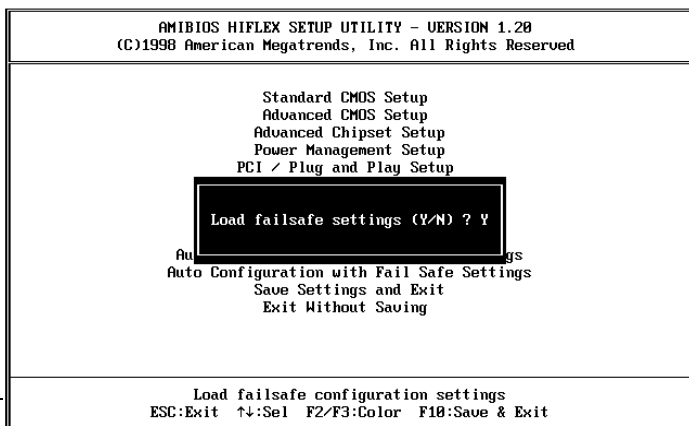 AMIBIOS HIFLEX SETUP UTILITY - VERSION 1.20
(C)1998 American Megatrends, Inc. All Rights Reserved
Standard CMOS Setup
Advanced CMOS Setup
Advanced Chipset Setup
Power Management Setup
PCI / Plug and Play Setup
Load failsafe settings (Y/N) ? Y
Au gs
Auto Configuration with Fail Safe Settings
Save Settings and Exit
Exit Without Saving
Load failsafe configuration settings
ESC:Exit ↑↓:Sel F2/F3:Color F10:Save & Exit